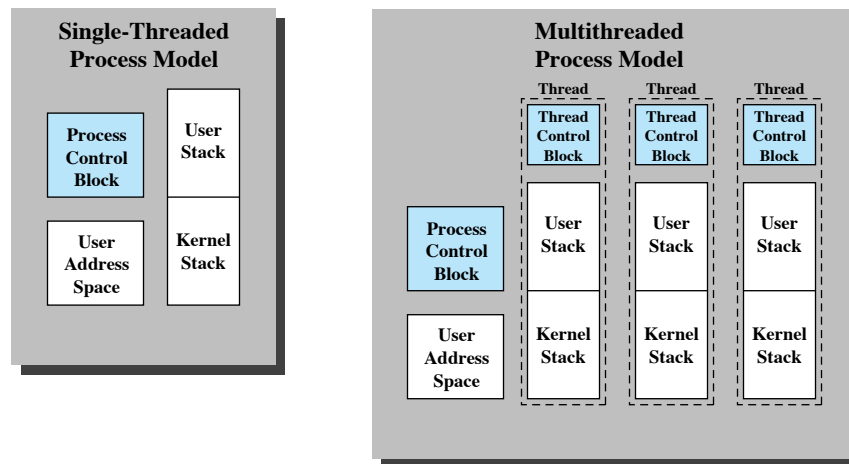 Single-Threaded
Process Model
Process
Control
Block
User
Stack
User
Address
Space
Kernel
Stack
Multithreaded
Process Model
Thread
Thread
Thread
Thread
Control
Block
Thread
Control
Block
Thread
Control
Block
Process
Control
Block
User
Stack
User
Stack
User
Stack
User
Address
Space
Kernel
Stack
Kernel
Stack
Kernel
Stack